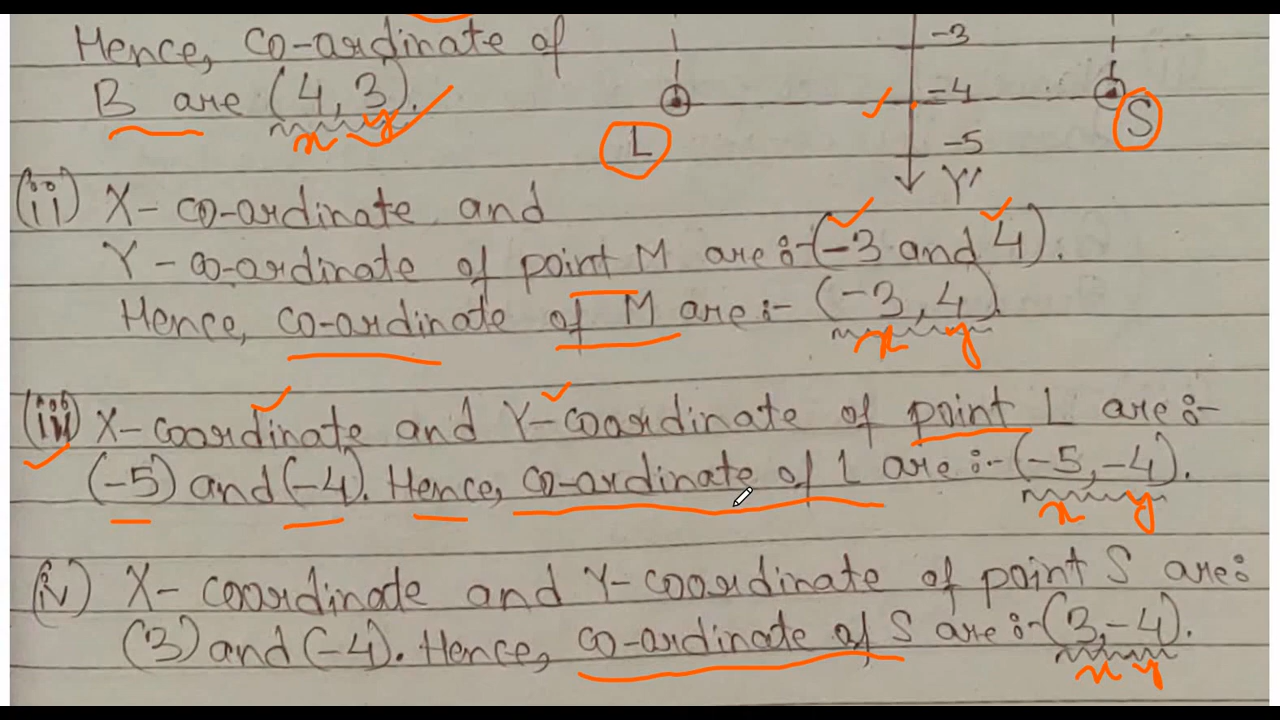 Hence, co-ordinate of
B are (4, 3).
x y
-3
-4
-5
Y'
L
S
(ii) X-co-ordinate and
Y-co-ordinate of point M are:-(-3 and 4).
Hence, co-ordinate of M are:- (-3, 4)
x y
(iii) X-coordinate and Y-coordinate of point L are:-
(-5) and (-4). Hence, co-ordinate of L are:-(-5, -4).
x y
(iv) X-coordinate and Y-coordinate of point S are:
(3) and (-4). Hence, co-ordinate of S are:-(3, -4).
x y